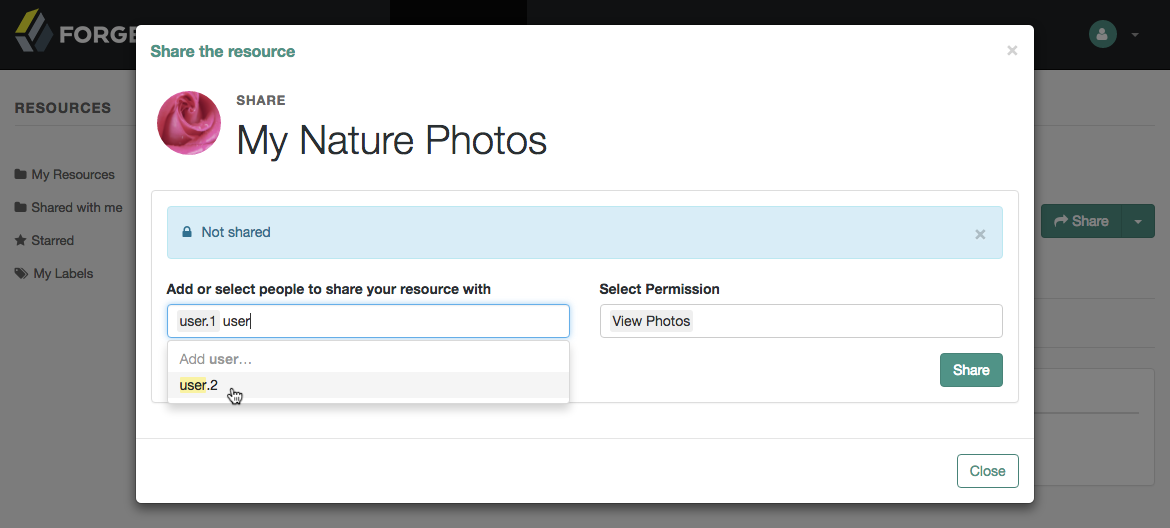 FORGE
RESOURCES
My Resources
Shared with me
Starred
My Labels
Share
Share the resource
×
SHARE
My Nature Photos
Not shared
×
Add or select people to share your resource with
user.1 user
Add user...
user.2
Select Permission
View Photos
Share
Close